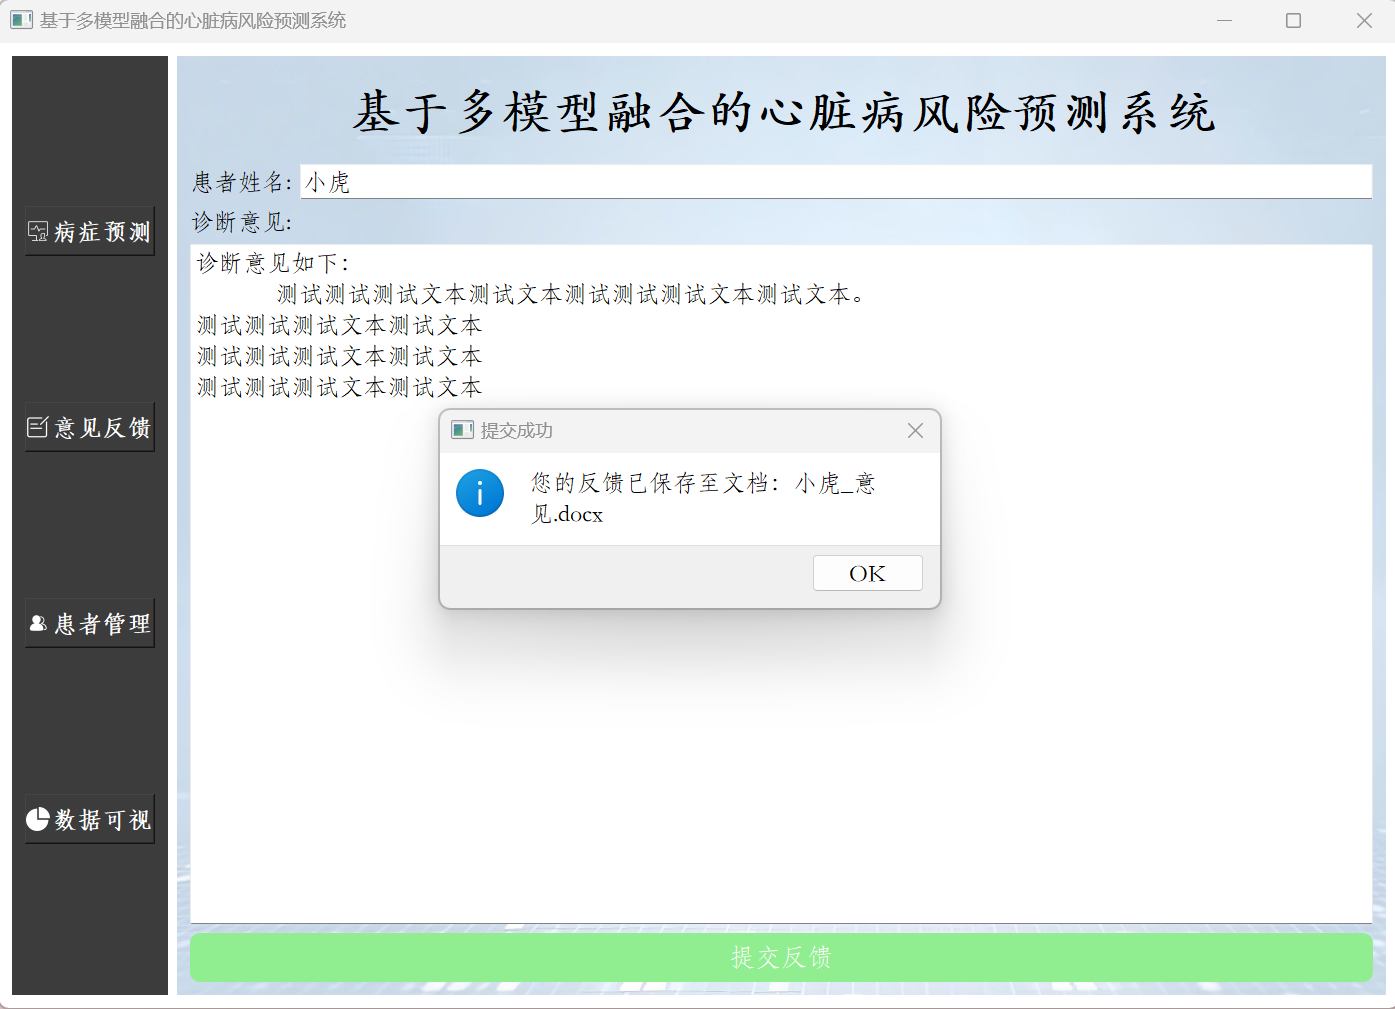 基于多模型融合的心脏病风险预测系统
基于多模型融合的心脏病风险预测系统
患者姓名: 小虎
诊断意见:
诊断意见如下:
测试测试测试文本测试文本测试测试测试文本测试文本。
测试测试测试文本测试文本
测试测试测试文本测试文本
测试测试测试文本测试文本
病症预测
意见反馈
患者管理
数据可视
提交成功
您的反馈已保存至文档: 小虎_意
见.docx
OK
提交反馈